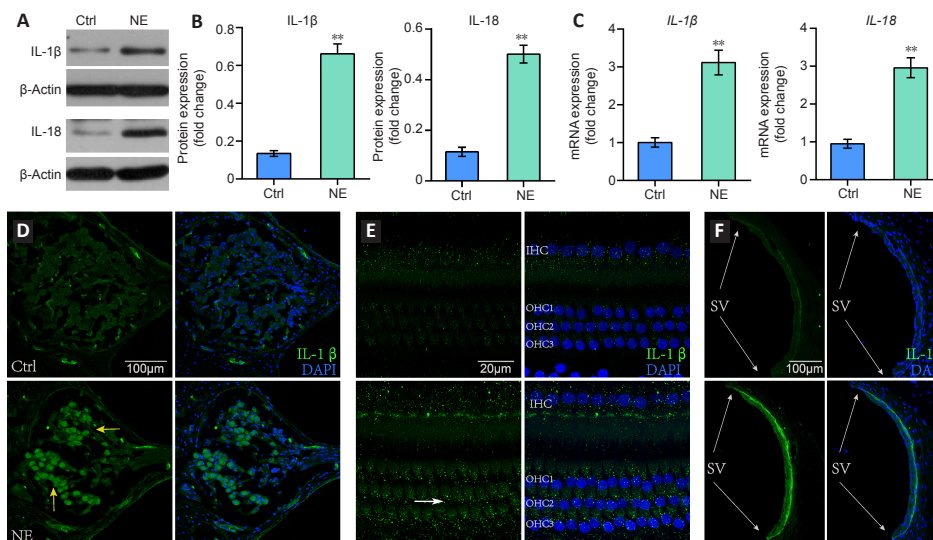 A
Ctrl NE
IL-1β
β-Actin
IL-18
β-Actin
B
IL-1β
Protein expression
(fold change)
0.8
0.6
0.4
0.2
0
**
Ctrl
NE
IL-18
Protein expression
(fold change)
0.6
0.4
0.2
0
**
Ctrl
NE
C
IL-1β
mRNA expression
(fold change)
4
3
2
1
0
**
Ctrl
NE
IL-18
mRNA expression
(fold change)
4
3
2
1
0
**
Ctrl
NE
D
Ctrl
100μm
IL-1 β
DAPI
NE
E
20μm
IHC
OHC1
OHC2
OHC3
IL-1 β
DAPI
IHC
OHC1
OHC2
OHC3
F
SV
100μm
SV
IL-1
DA
SV
SV